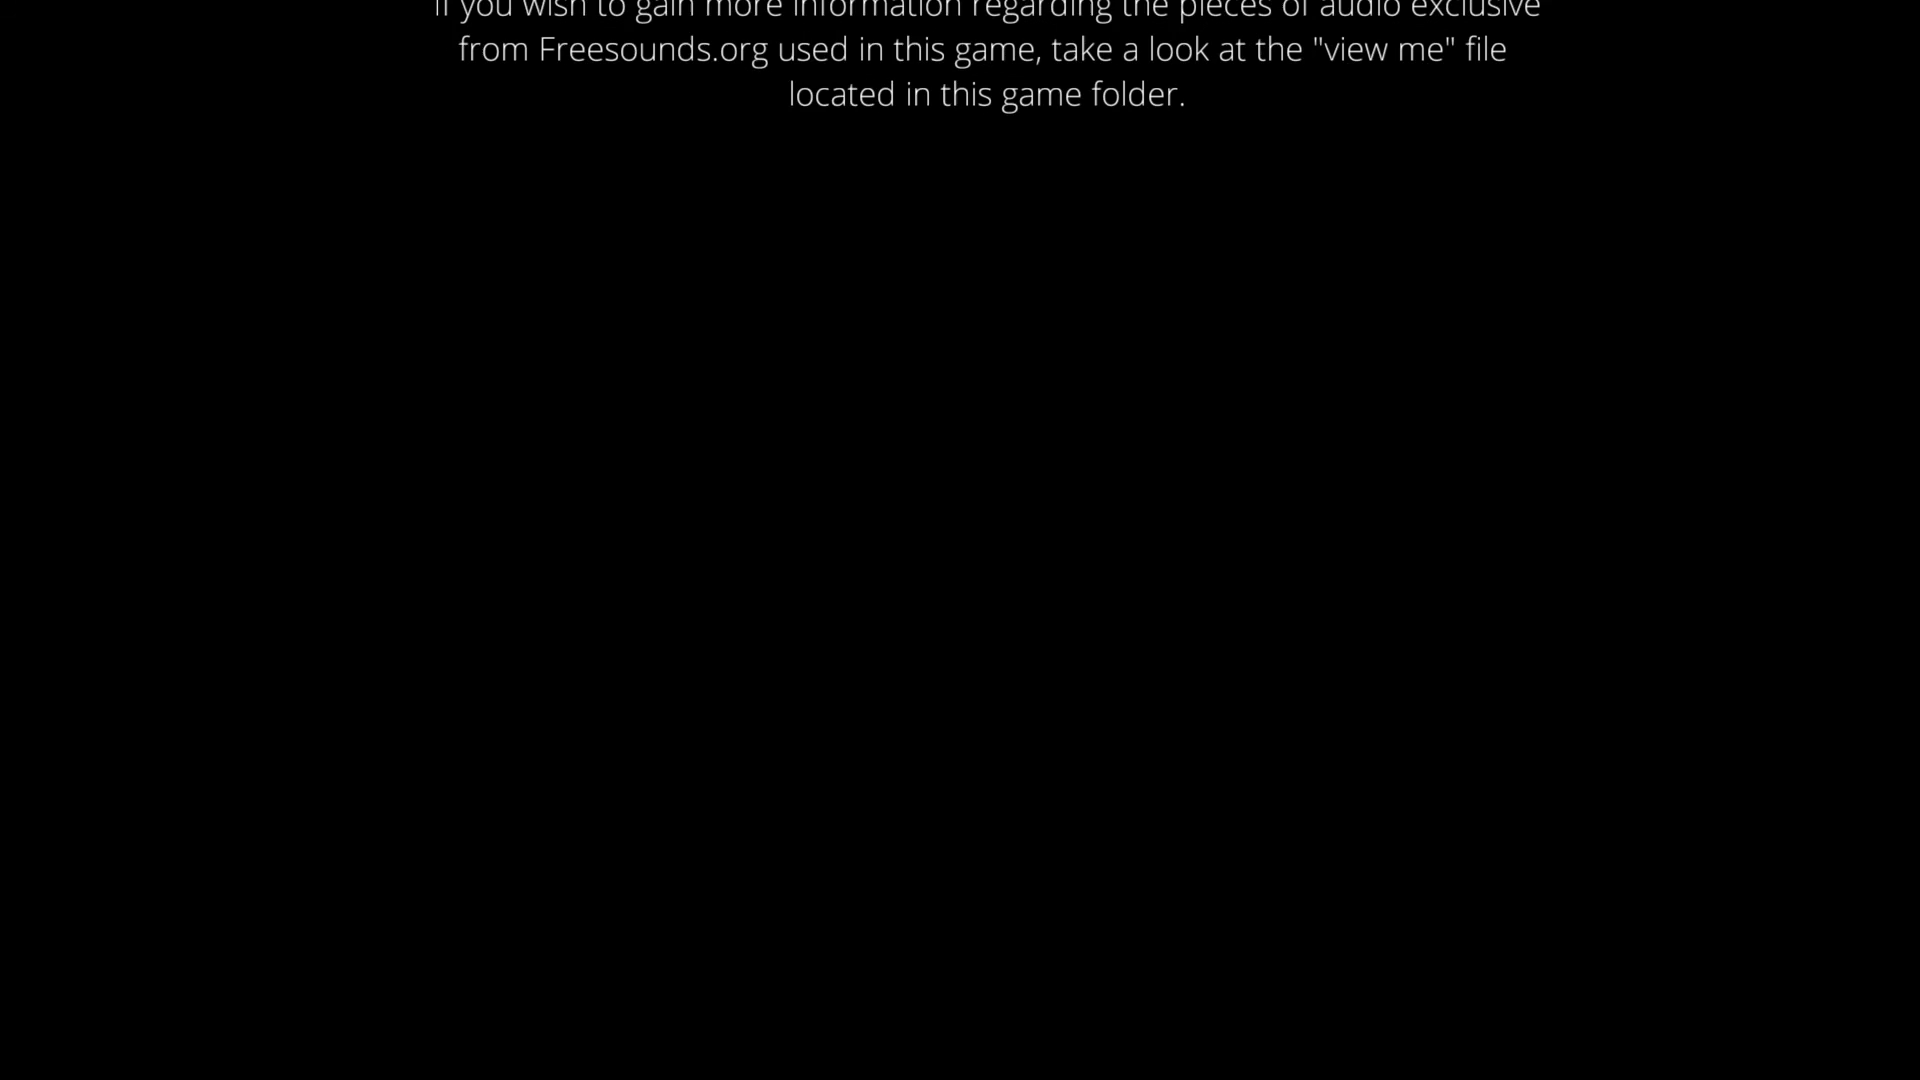 If you wish to gain more information regarding the pieces of audio exclusive
from Freesounds.org used in this game, take a look at the "view me" file
located in this game folder.